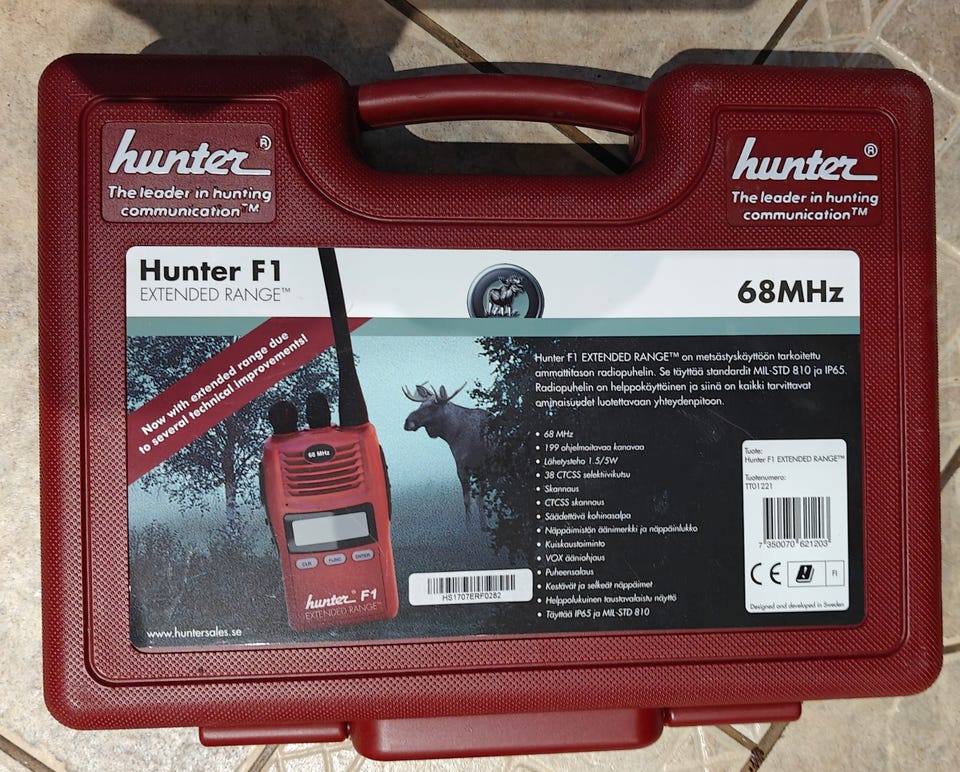 hunter®
The leader in hunting
communication™
hunter®
The leader in hunting
communication™
Hunter F1
EXTENDED RANGE™
68MHz
Now with extended range due
to several technical improvements!
68 MHz
CLR
FUNC
ENTER
hunter F1
EXTENDED RANGE™
www.huntersales.se
HS1707ERF0282
Hunter F1 EXTENDED RANGE™ on metsästyskäyttöön tarkoitettu
ammattitason radiopuhelin. Se täyttää standardit MIL-STD 810 ja IP65.
Radiopuhelin on helppokäyttöinen ja siinä on kaikki tarvittavat
ominaisuudet luotettavaan yhteydenpitoon.
• 68 MHz
• 199 ohjelmoitavaa kanavaa
• Lähetysteho 1.5/5W
• 38 CTCSS selektiivikutsu
• Skannaus
• CTCSS skannaus
• Säädettävä kohinasalpa
• Näppäimistön äänimerkki ja näppäinlukko
• Kuiskaustoiminto
• VOX ääniohjaus
• Puheensalaus
• Kestävät ja selkeät näppäimet
• Helppolukuinen taustavalaistu näyttö
• Täyttää IP65 ja MIL-STD 810
Tuote:
Hunter F1 EXTENDED RANGE™
Tuotenumero:
TT01221
7 350070 621203
CE
FI
Designed and developed in Sweden